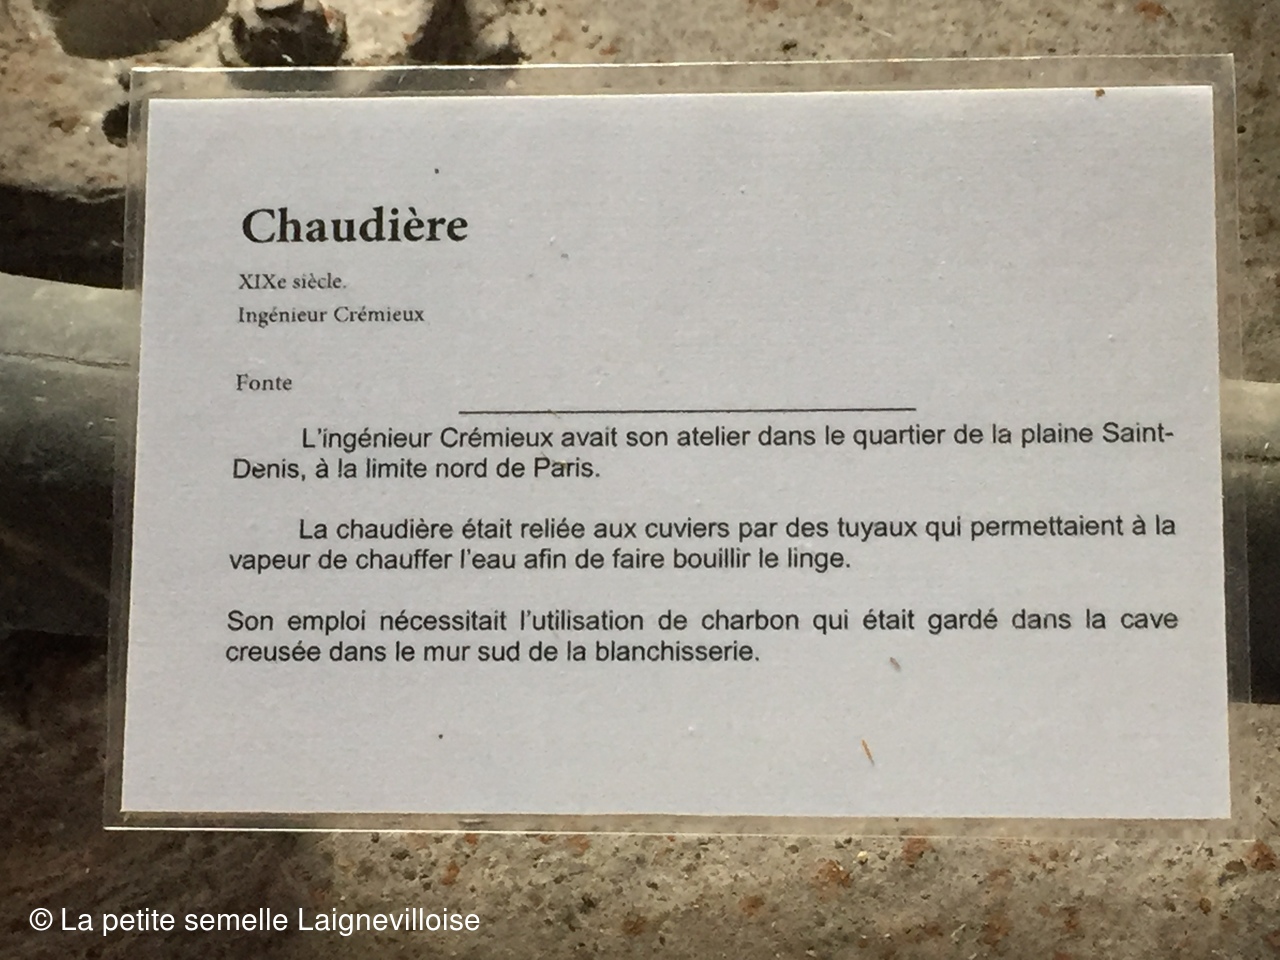 Chaudière
XIXe siècle.
Ingénieur Crémieux
Fonte
L'ingénieur Crémieux avait son atelier dans le quartier de la plaine Saint-
Denis, à la limite nord de Paris.
La chaudière était reliée aux cuviers par des tuyaux qui permettaient à la
vapeur de chauffer l'eau afin de faire bouillir le linge.
Son emploi nécessitait l'utilisation de charbon qui était gardé dans la cave
creusée dans le mur sud de la blanchisserie.
© La petite semelle Laignevilloise